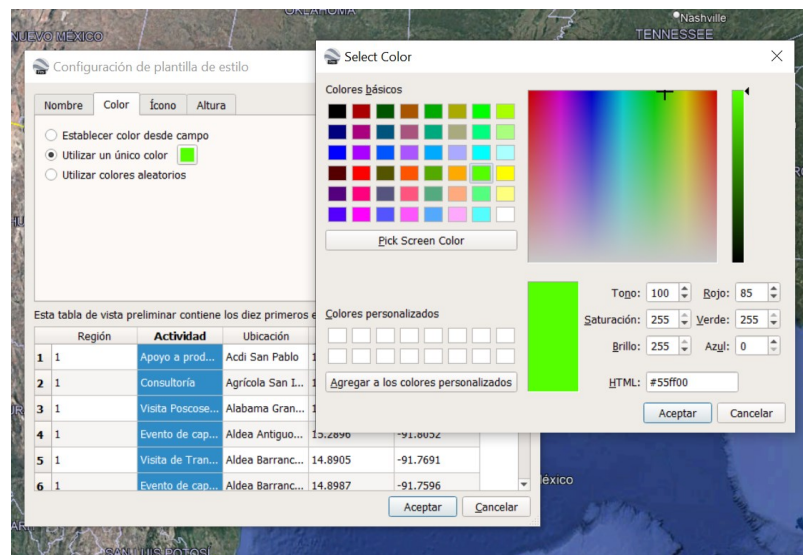 OKLAHOMA
Nashville
NUEVO MÉXICO
TENNESSEE
Configuración de plantilla de estilo
Select Color
Nombre Color Ícono Altura
Establecer color desde campo
Utilizar un único color
Utilizar colores aleatorios
Colores básicos
Pick Screen Color
Colores personalizados
Agregar a los colores personalizados
Tono: 100 Rojo: 85
Saturación: 255 Verde: 255
Brillo: 255 Azul: 0
HTML: #55ff00
Aceptar Cancelar
Esta tabla de vista preliminar contiene los diez primeros
Región Actividad Ubicación
1 1 Apoyo a prod... Acdi San Pablo
2 1 Consultoría Agrícola San I...
3 1 Visita Poscose... Alabama Gran...
4 1 Evento de cap... Aldea Antiguo... 15.2896 -91.8052
5 1 Visita de Tran... Aldea Barranc... 14.8905 -91.7691
6 1 Evento de cap... Aldea Barranc... 14.8987 -91.7596
Aceptar Cancelar
México
SAN LUIS POTOSÍ